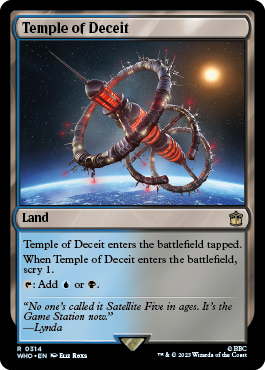 Temple of Deceit
Land
Temple of Deceit enters the battlefield tapped.
When Temple of Deceit enters the battlefield,
scry 1.
: Add or .
“No one's called it Satellite Five in ages. It's the
Game Station now.”
—Lynda
R 0314
© BBC
WHO • EN Euz Rexs
™ & © 2023 Wizards of the Coast